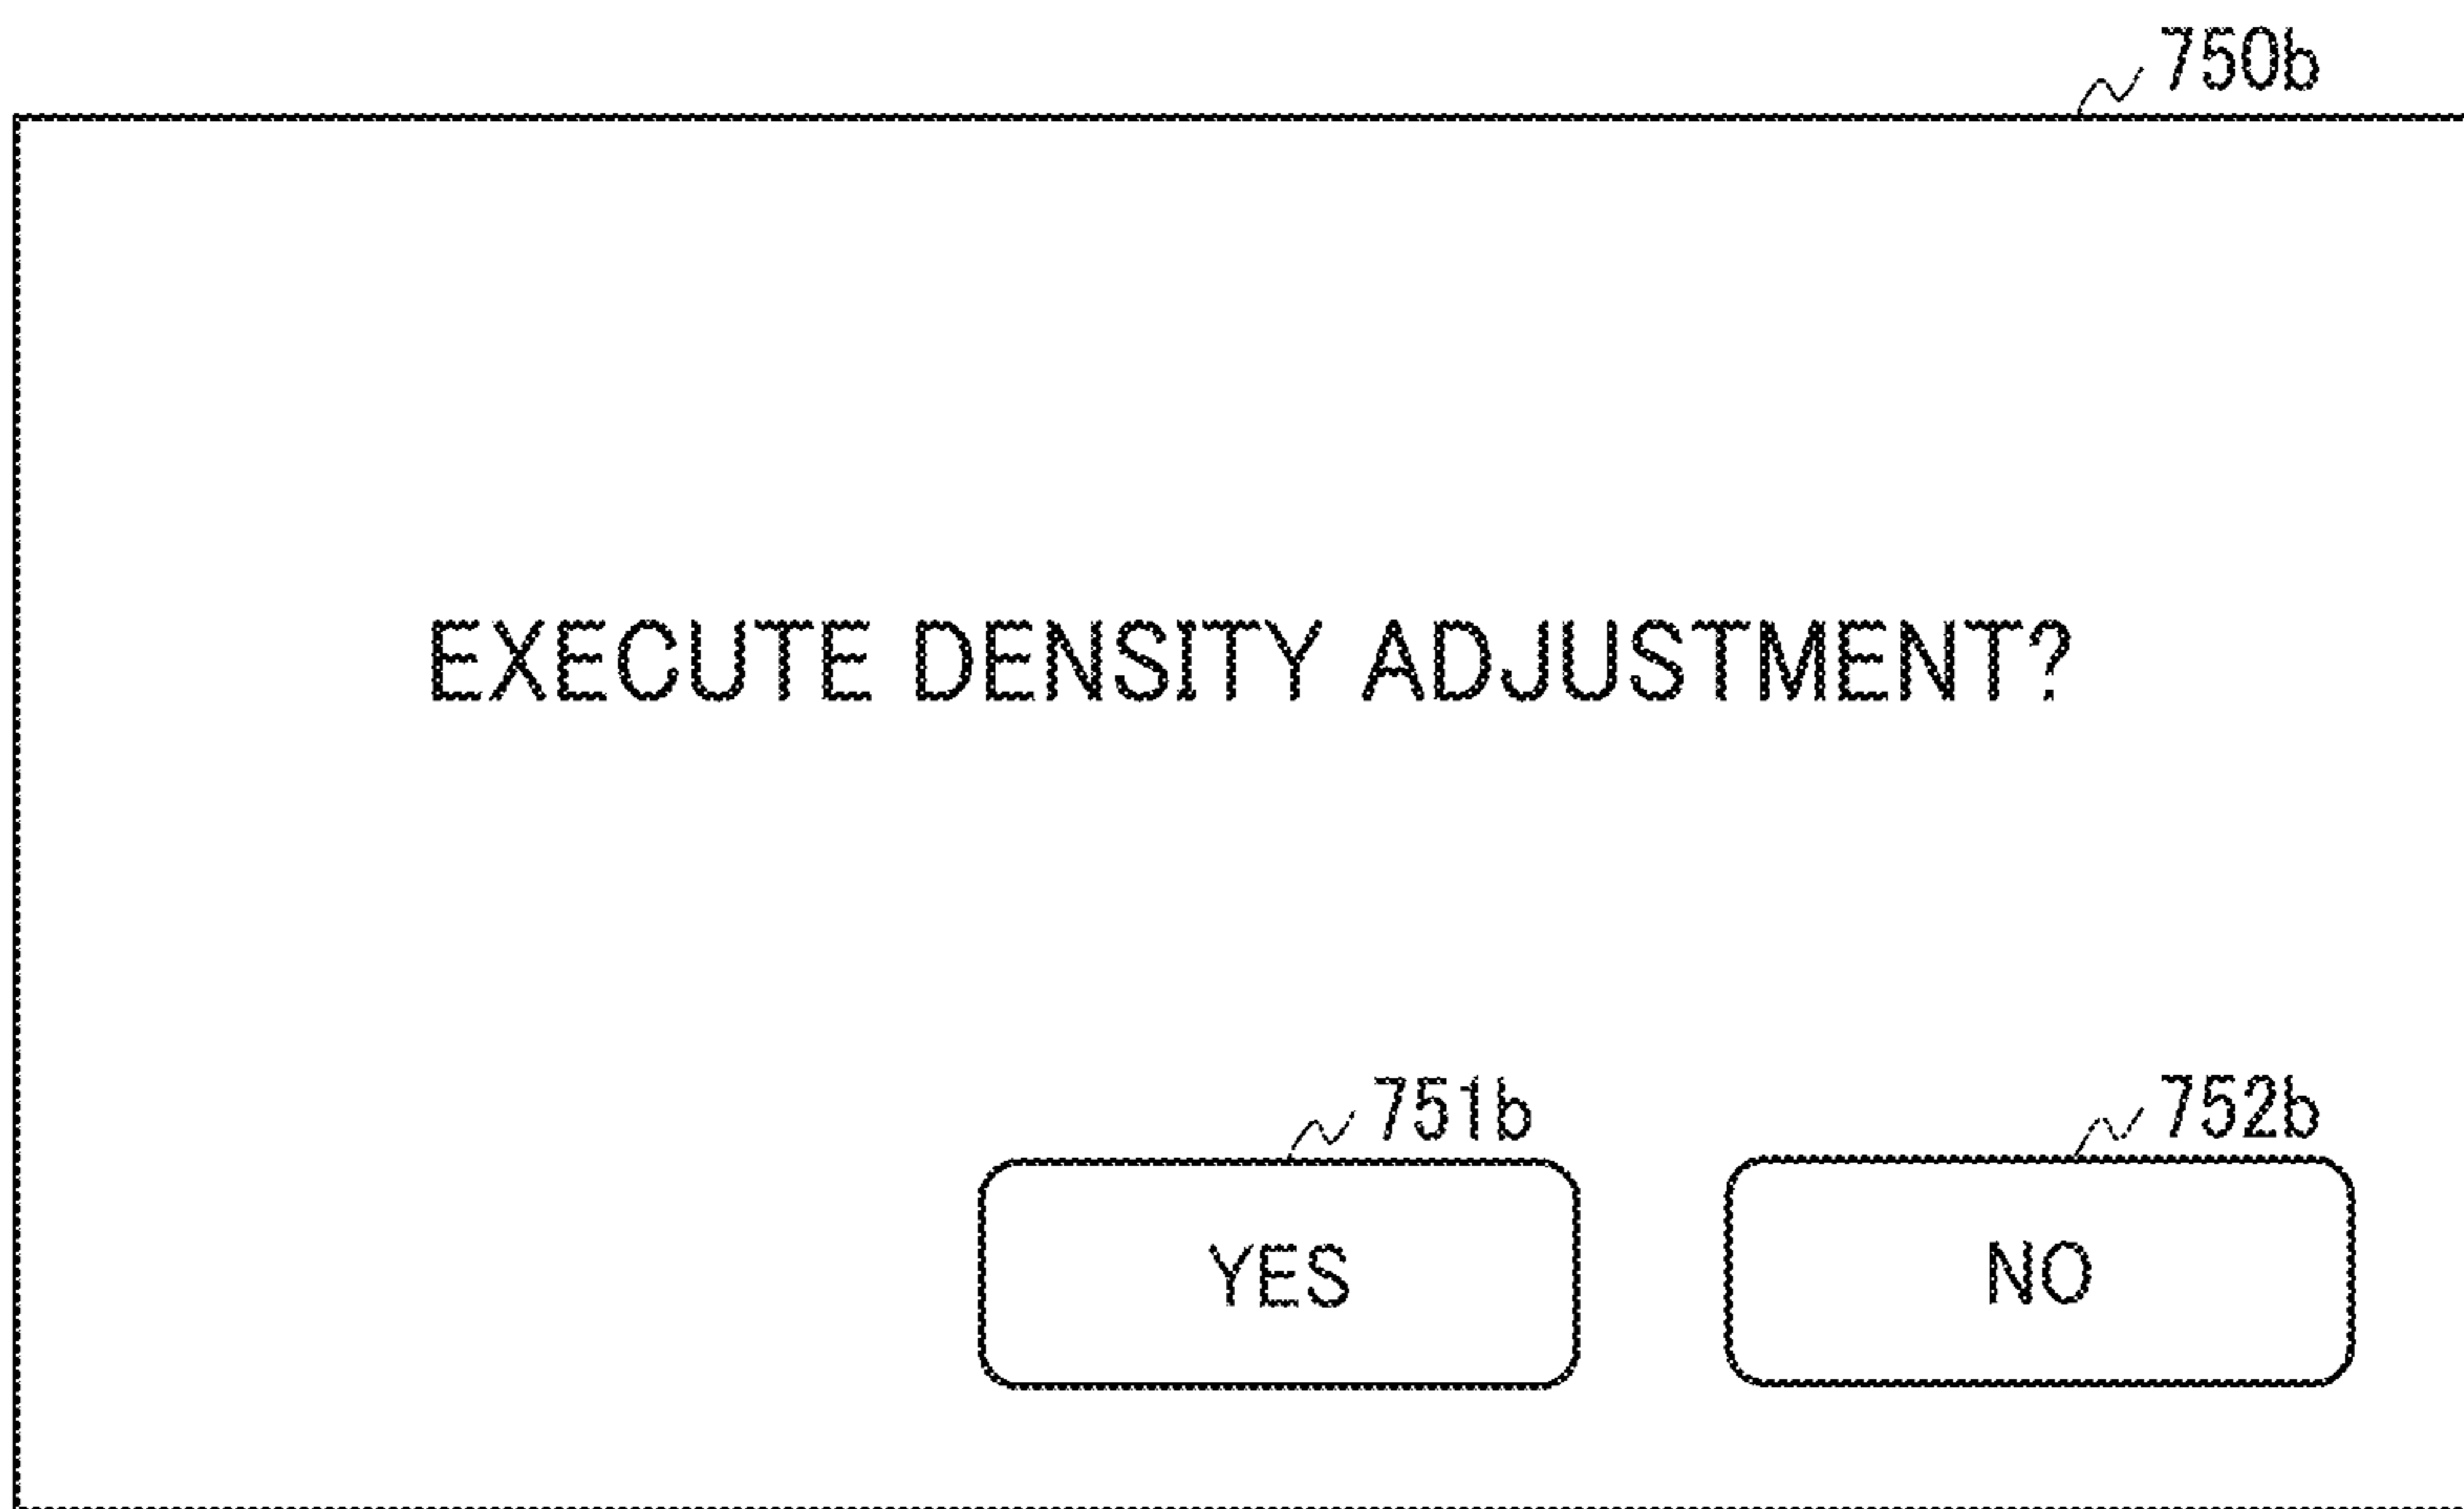 750b
EXECUTE DENSITY ADJUSTMENT?
751b
752b
YES
NO